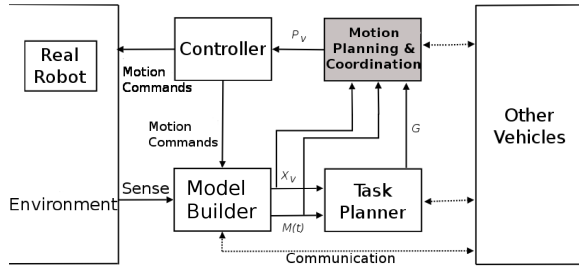 Real
Robot
Controller
P_v
Motion
Planning &
Coordination
Motion
Commands
Motion
Commands
G
Other
Vehicles
Environment
Sense
Model
Builder
X_v
M(t)
Task
Planner
Communication